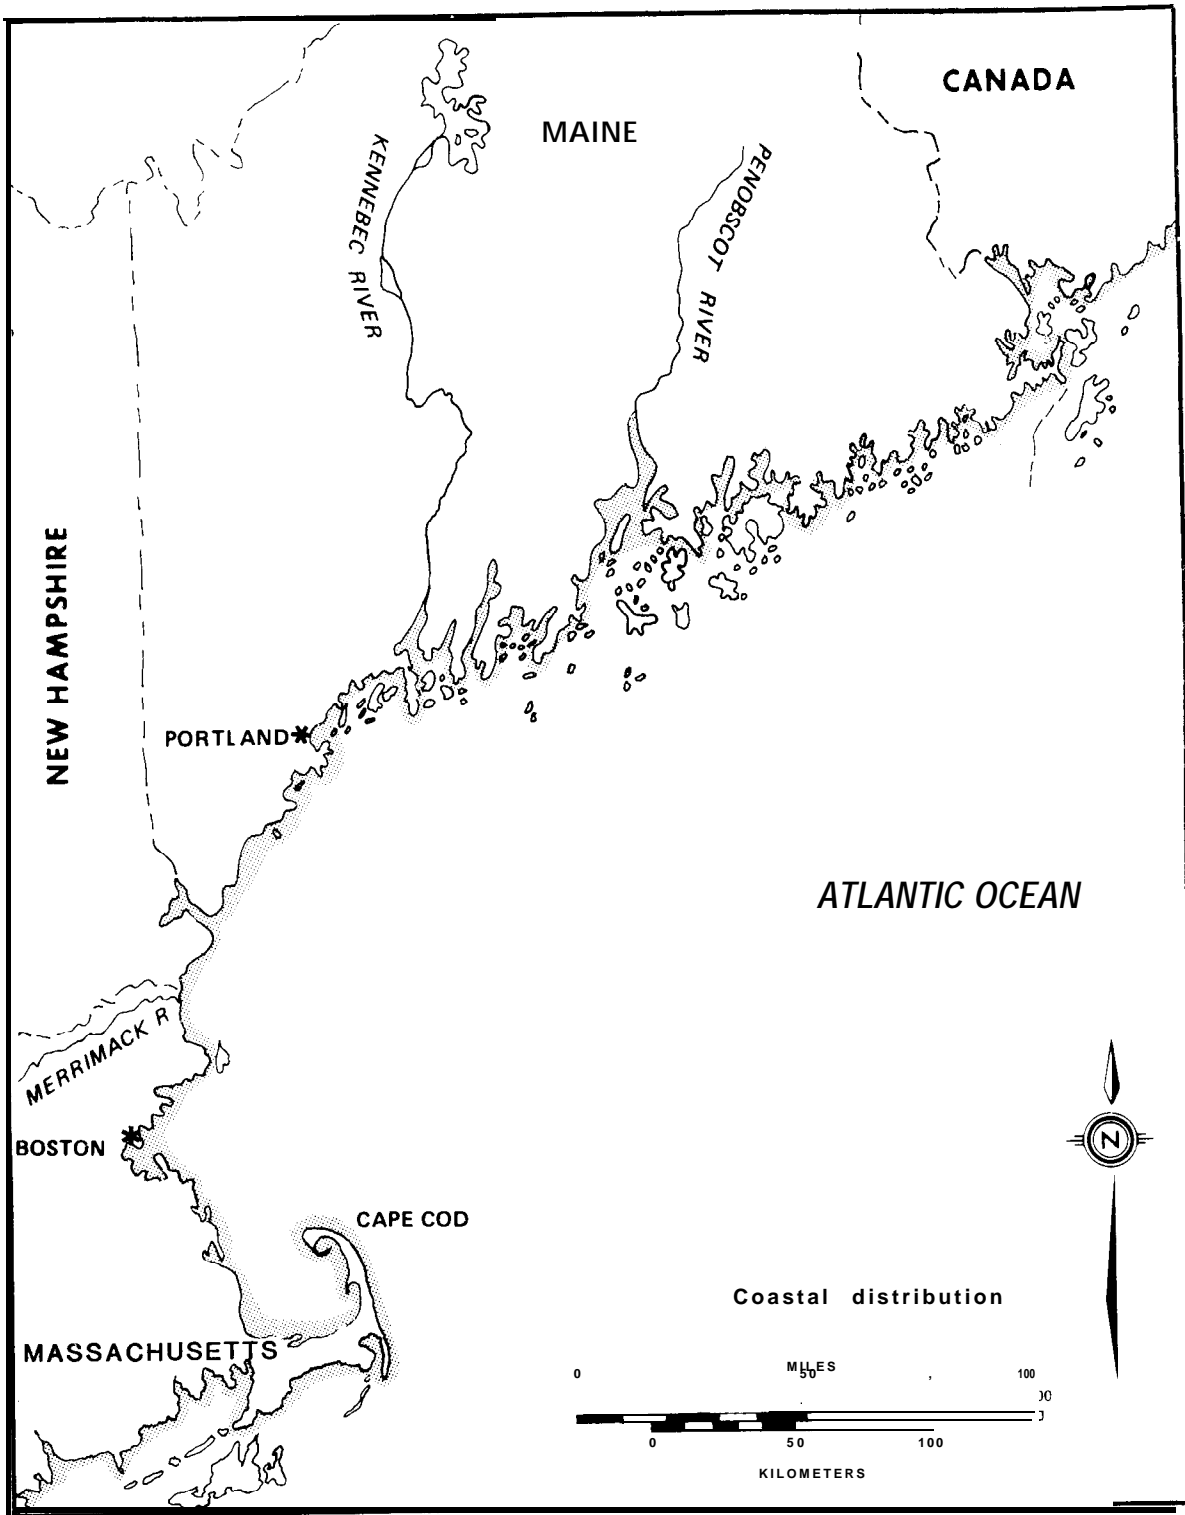 CANADA
MAINE
KENNEBEC RIVER
PENOBSCOT RIVER
NEW HAMPSHIRE
PORTLAND
ATLANTIC OCEAN
MERRIMACK R
BOSTON
N
CAPE COD
Coastal distribution
MASSACHUSETTS
MILES
0 50 100
0 50 100
KILOMETERS